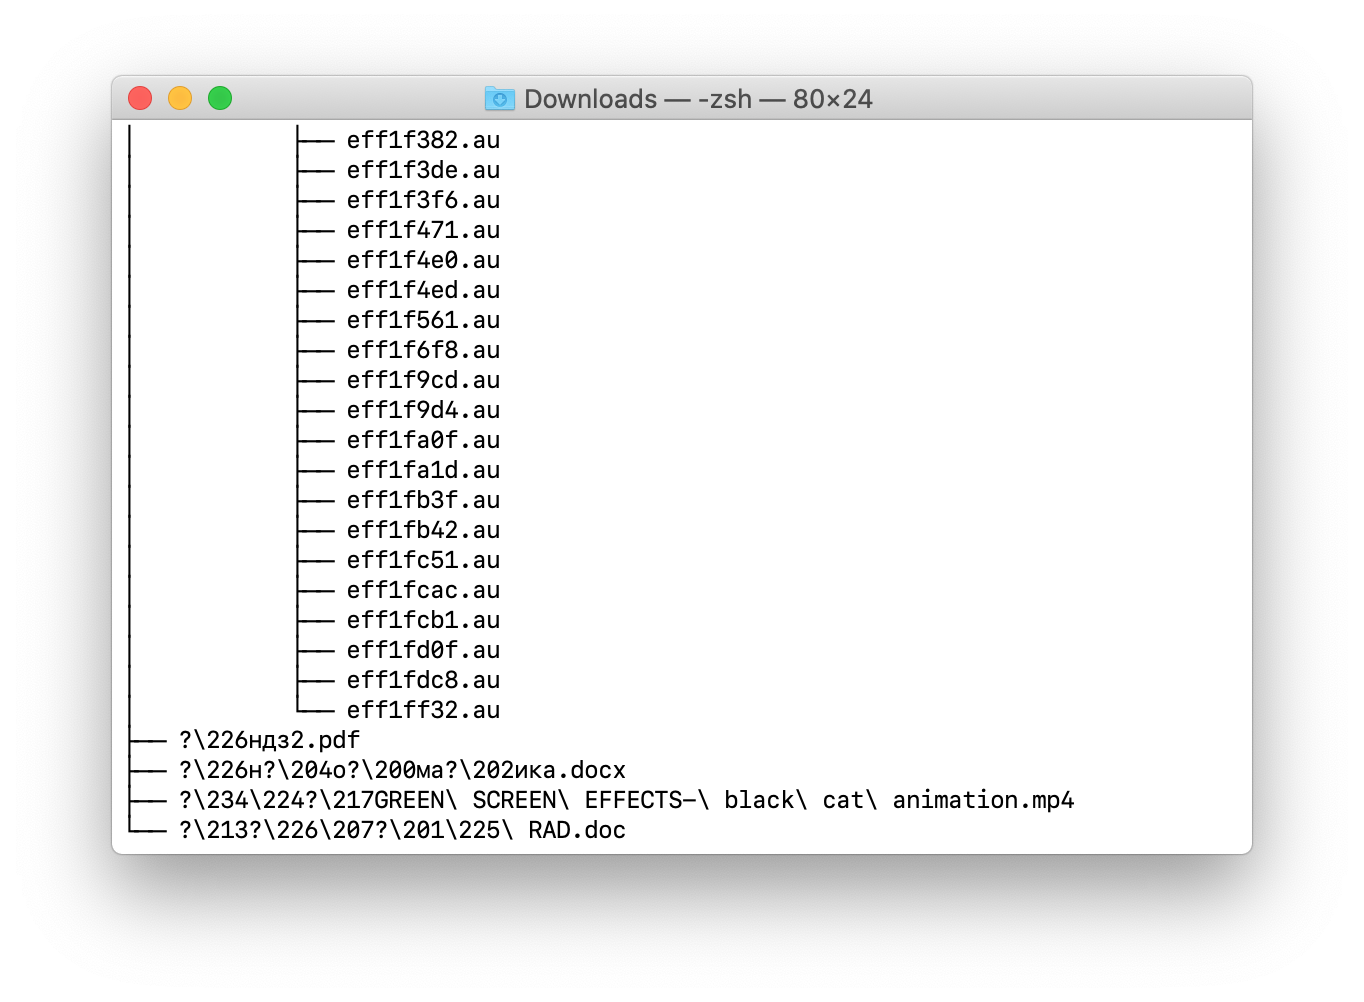 Downloads — -zsh — 80×24
│           ├── eff1f382.au
│           ├── eff1f3de.au
│           ├── eff1f3f6.au
│           ├── eff1f471.au
│           ├── eff1f4e0.au
│           ├── eff1f4ed.au
│           ├── eff1f561.au
│           ├── eff1f6f8.au
│           ├── eff1f9cd.au
│           ├── eff1f9d4.au
│           ├── eff1fa0f.au
│           ├── eff1fa1d.au
│           ├── eff1fb3f.au
│           ├── eff1fb42.au
│           ├── eff1fc51.au
│           ├── eff1fcac.au
│           ├── eff1fcb1.au
│           ├── eff1fd0f.au
│           ├── eff1fdc8.au
│           └── eff1ff32.au
├── ?\226ндз2.pdf
├── ?\226н?\204о?\200ма?\202ика.docx
├── ?\234\224?\217GREEN\ SCREEN\ EFFECTS-\ black\ cat\ animation.mp4
└── ?\213?\226\207?\201\225\ RAD.doc